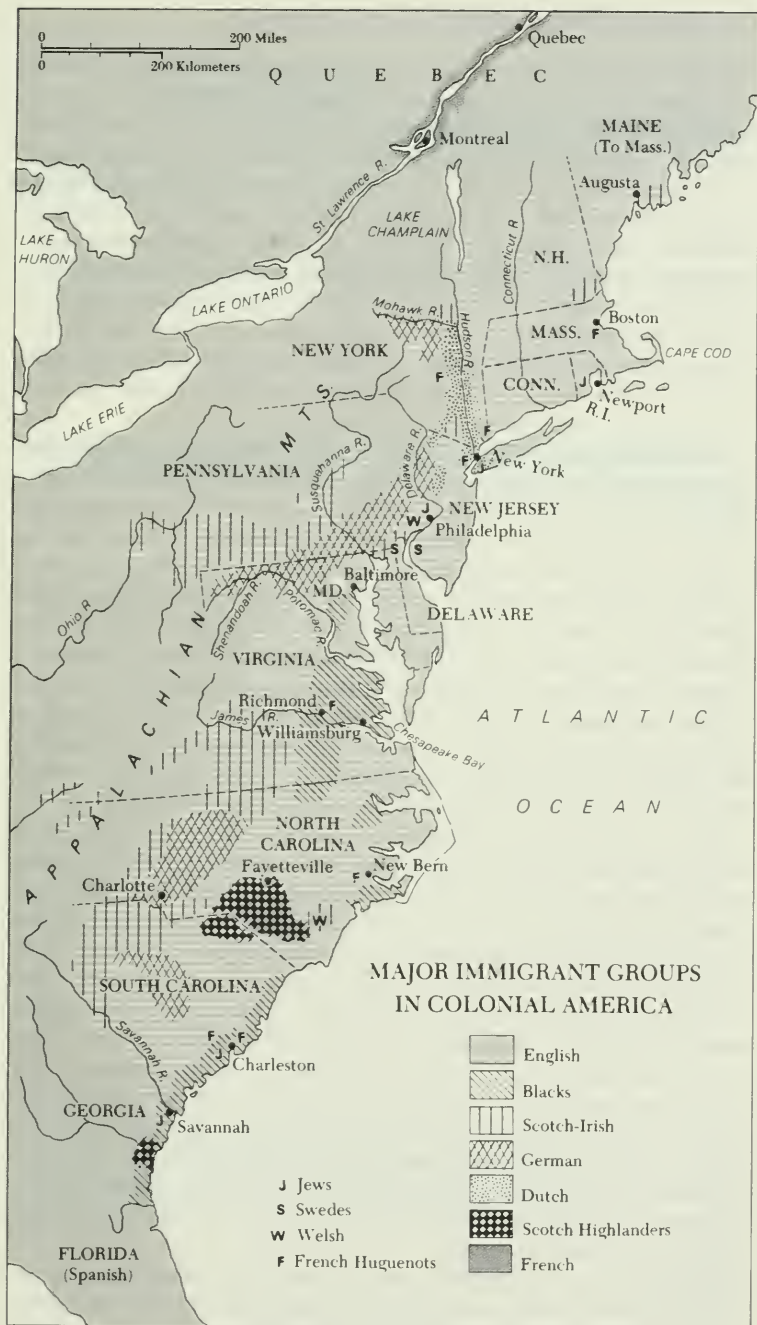 0 200 Miles
0 200 Kilometers
Quebec
Q U E B E C
Montreal
MAINE
(To Mass.)
Augusta
St. Lawrence R.
LAKE
CHAMPLAIN
Connecticut R
N.H.
LAKE
HURON
LAKE ONTARIO
Mohawk R.
Hudson R
Boston
F
MASS.
NEW YORK
CAPE COD
F
CONN.
J
Newport
R.I.
LAKE ERIE
F
F
J
New York
PENNSYLVANIA
Susquehanna R.
Delaware R.
J
NEW JERSEY
W
Philadelphia
S S
Baltimore
MD.
DELAWARE
Ohio R
Shenandoah R.
Potomac R.
VIRGINIA
Richmond
F
James R.
Williamsburg
Chesapeake Bay
A T L A N T I C
O C E A N
A P P A L A C H I A N M T S.
NORTH
CAROLINA
Fayetteville
New Bern
F
Charlotte
W
SOUTH CAROLINA
Savannah R.
F F
J
Charleston
GEORGIA
J
Savannah
FLORIDA
(Spanish)
MAJOR IMMIGRANT GROUPS
IN COLONIAL AMERICA
English
Blacks
Scotch-Irish
German
Dutch
Scotch Highlanders
French
J Jews
S Swedes
W Welsh
F French Huguenots